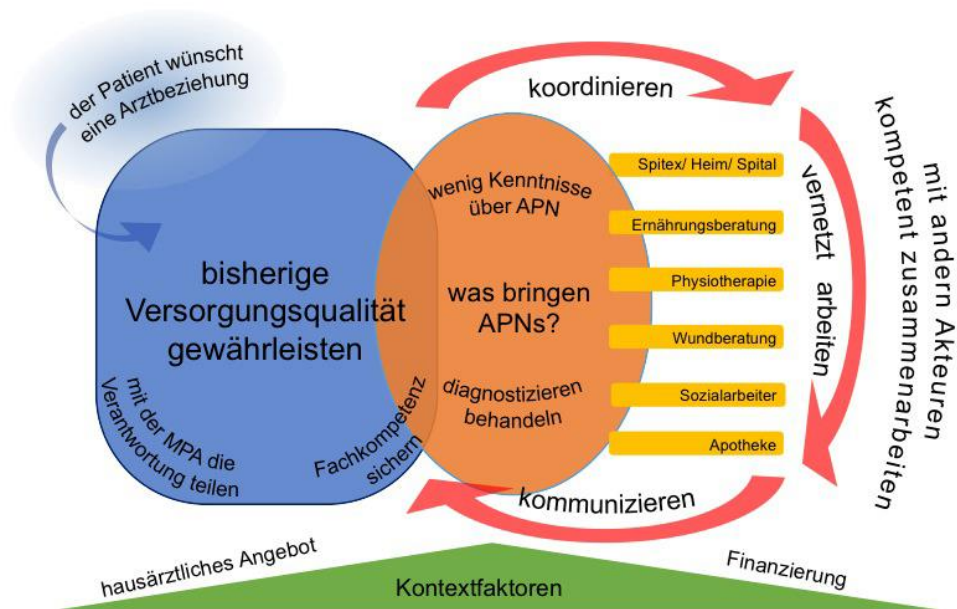 der Patient wünscht
eine Arztbeziehung
koordinieren
mit andern Akteuren
kompetent zusammenarbeiten
vernetzt arbeiten
wenig Kenntnisse
über APN
Spitex/ Heim/ Spital
Ernährungsberatung
Physiotherapie
Wundberatung
Sozialarbeiter
Apotheke
bisherige
Versorgungsqualität
gewährleisten
was bringen
APNs?
diagnostizieren
behandeln
mit der MPA die
Verantwortung teilen
Fachkompetenz
sichern
kommunizieren
hausärztliches Angebot
Finanzierung
Kontextfaktoren